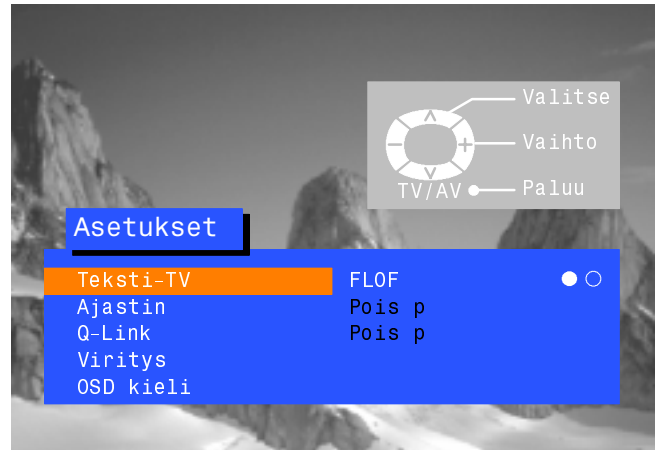 Valitse
Vaihto
TV/AV Paluu
Asetukset
Teksti-TV FLOF
Ajastin Pois p
Q-Link Pois p
Viritys
OSD kieli